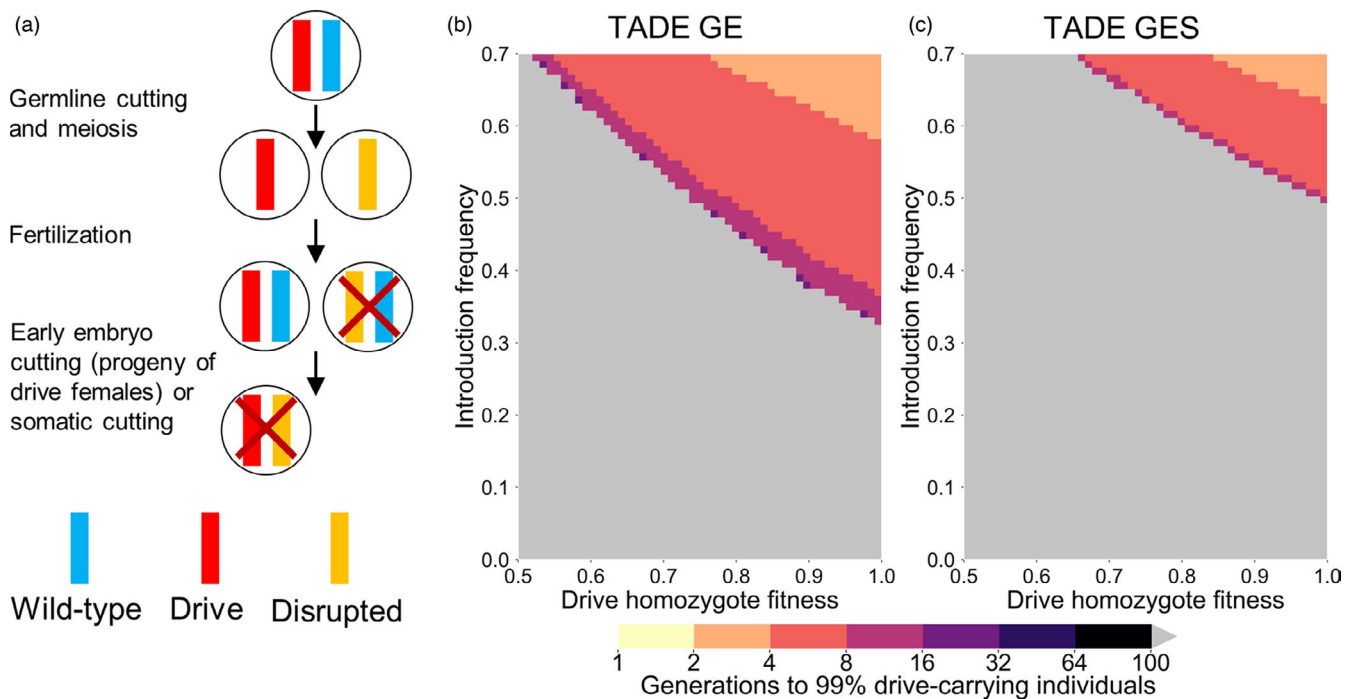 (a)
Germline cutting
and meiosis
Fertilization
Early embryo
cutting (progeny of
drive females) or
somatic cutting
Wild-type Drive Disrupted
(b) TADE GE
Introduction frequency
0.7
0.6
0.5
0.4
0.3
0.2
0.1
0.0
0.5 0.6 0.7 0.8 0.9 1.0
Drive homozygote fitness
(c) TADE GES
Introduction frequency
0.7
0.6
0.5
0.4
0.3
0.2
0.1
0.0
0.5 0.6 0.7 0.8 0.9 1.0
Drive homozygote fitness
1 2 4 8 16 32 64 100
Generations to 99% drive-carrying individuals